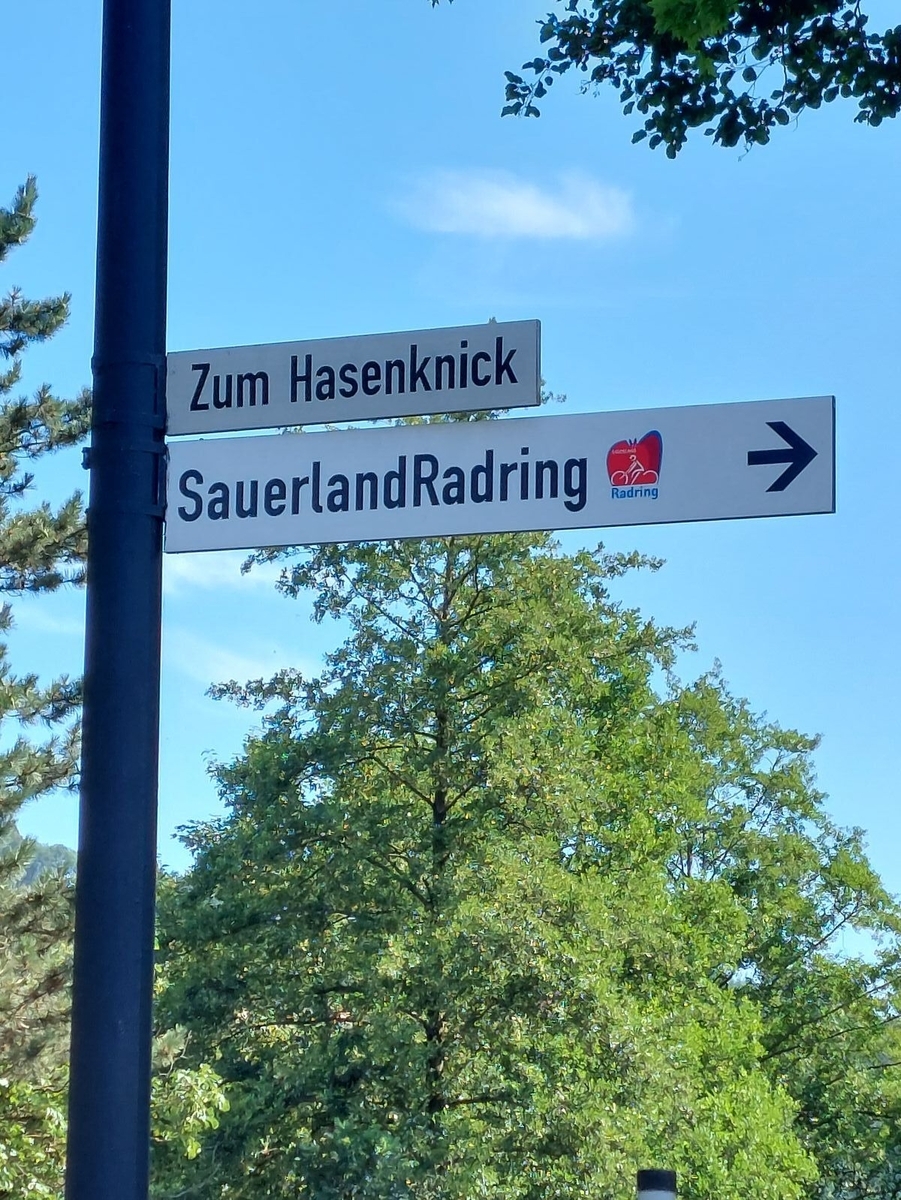 Zum Hasenknick
SauerlandRadring
Radring